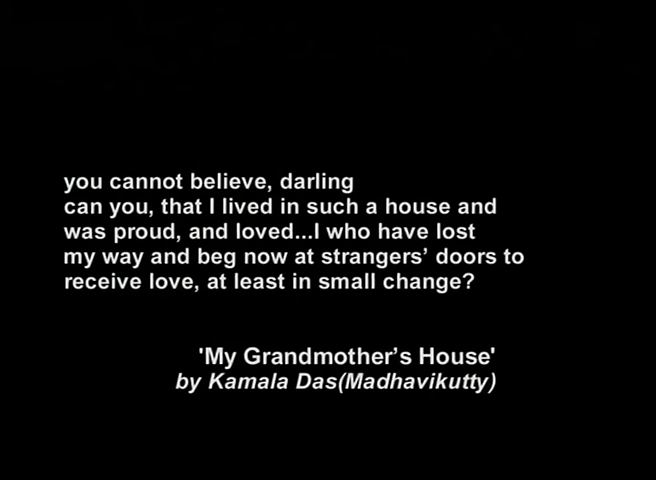 you cannot believe, darling
can you, that I lived in such a house and
was proud, and loved...I who have lost
my way and beg now at strangers’ doors to
receive love, at least in small change?
'My Grandmother’s House'
by Kamala Das(Madhavikutty)